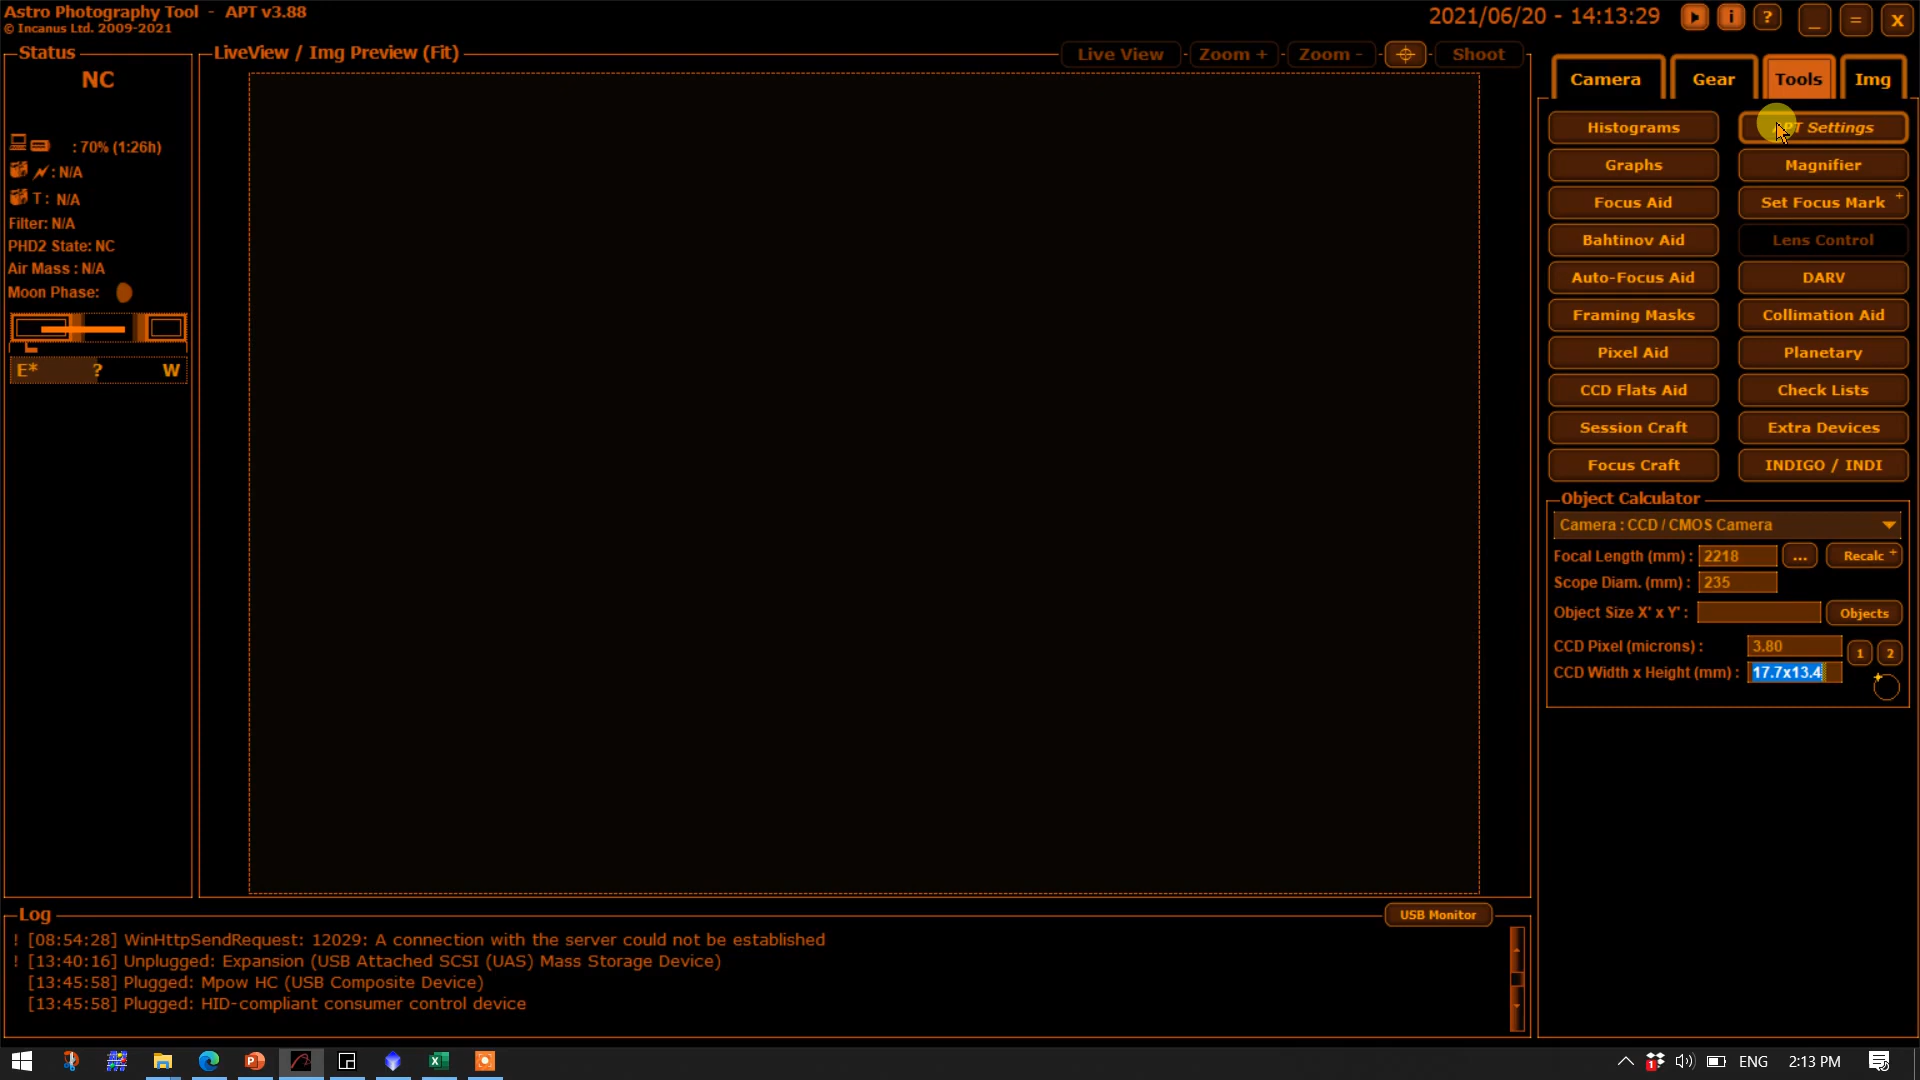 Astro Photography Tool - APT v3.88
© Incanus Ltd. 2009-2021
2021/06/20 - 14:13:29
i
?
_
=
X
Status
NC
: 70% (1:26h)
: N/A
T : N/A
Filter: N/A
PHD2 State: NC
Air Mass : N/A
Moon Phase:
E* ? W
LiveView / Img Preview (Fit)
Live View - Zoom + - Zoom - - Shoot
Camera Gear Tools Img
Histograms APT Settings
Graphs Magnifier
Focus Aid Set Focus Mark +
Bahtinov Aid Lens Control
Auto-Focus Aid DARV
Framing Masks Collimation Aid
Pixel Aid Planetary
CCD Flats Aid Check Lists
Session Craft Extra Devices
Focus Craft INDIGO / INDI
Object Calculator
Camera : CCD / CMOS Camera
Focal Length (mm) : 2218 ... Recalc +
Scope Diam. (mm) : 235
Object Size X' x Y' : Objects
CCD Pixel (microns) : 3.80 1 2
CCD Width x Height (mm) : 17.7x13.4
Log
USB Monitor
! [08:54:28] WinHttpSendRequest: 12029: A connection with the server could not be established
! [13:40:16] Unplugged: Expansion (USB Attached SCSI (UAS) Mass Storage Device)
[13:45:58] Plugged: Mpow HC (USB Composite Device)
[13:45:58] Plugged: HID-compliant consumer control device
1 ENG 2:13 PM